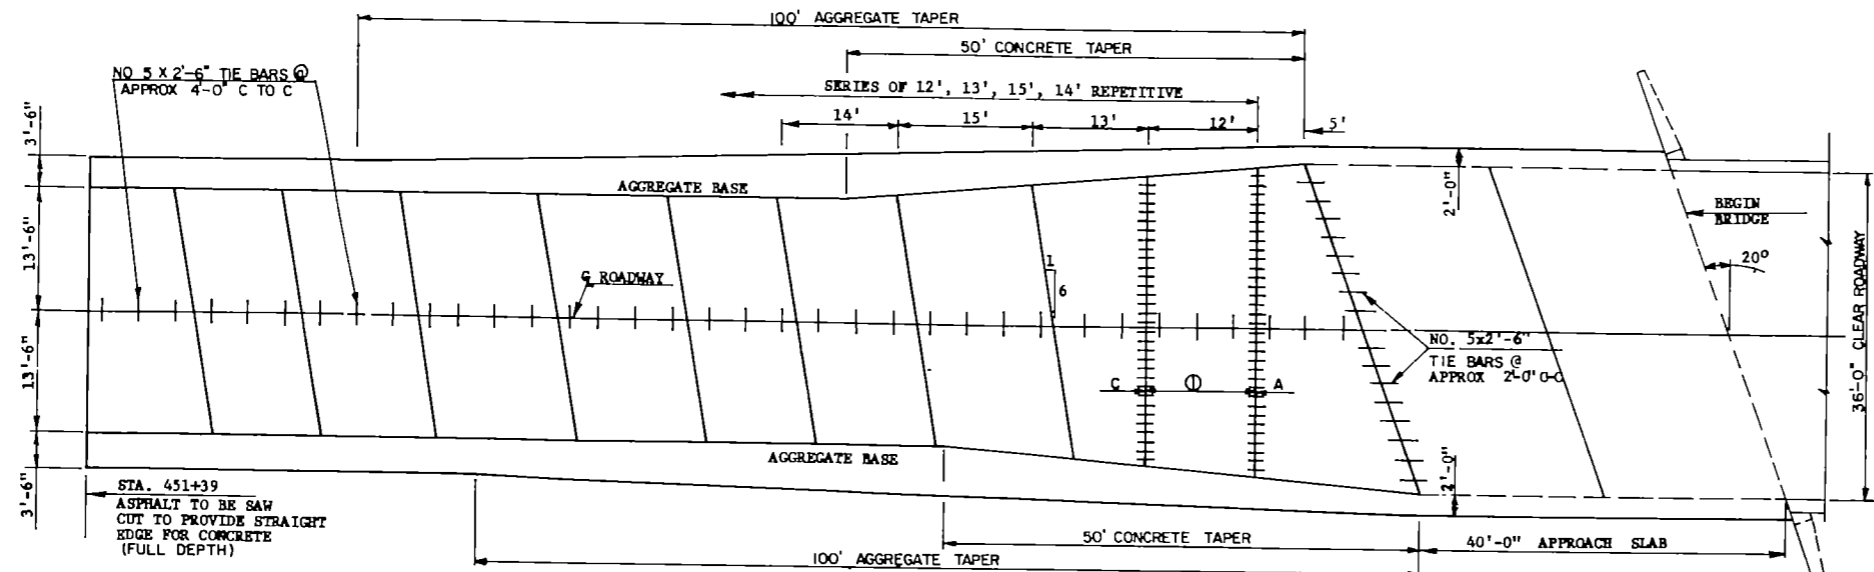 100' AGGREGATE TAPER
50' CONCRETE TAPER
NO 5 X 2'-6" TIE BARS @
APPROX 4'-0" C TO C
SERIES OF 12', 13', 15', 14' REPETITIVE
14' 15' 13' 12' 5'
3'-6"
AGGREGATE BASE
2'-0"
BEGIN
BRIDGE
20°
13'-6"
℄ ROADWAY
1
6
36'-0" CLEAR ROADWAY
NO. 5x2'-6"
TIE BARS @
APPROX 2'-0" C-C
13'-6"
C 1 A
AGGREGATE BASE
3'-6"
2'-0"
STA. 451+39
ASPHALT TO BE SAW
CUT TO PROVIDE STRAIGHT
EDGE FOR CONCRETE
(FULL DEPTH)
50' CONCRETE TAPER
40'-0" APPROACH SLAB
100' AGGREGATE TAPER